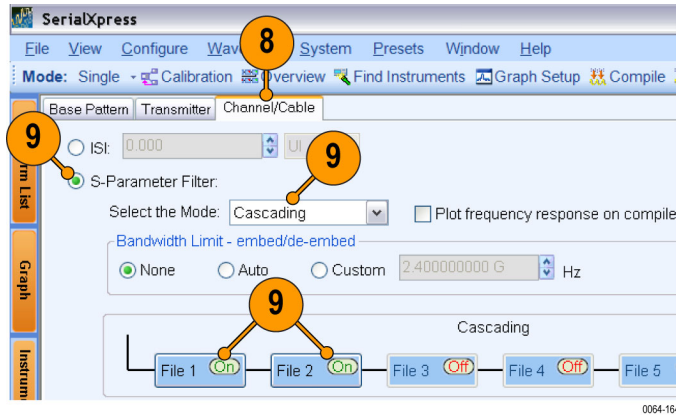 SerialXpress
File View Configure System Presets Window Help
8
Mode: Single Calibration Overview Find Instruments Graph Setup Compile
Base Pattern Transmitter Channel/Cable
9
ISI: 0.000 UI
9
S-Parameter Filter:
List
Select the Mode: Cascading Plot frequency response on compile
Bandwidth Limit - embed/de-embed
None Auto Custom 2.400000000 G Hz
Graph
9
Cascading
File 1 On File 2 On File 3 Off File 4 Off File 5
0064-16